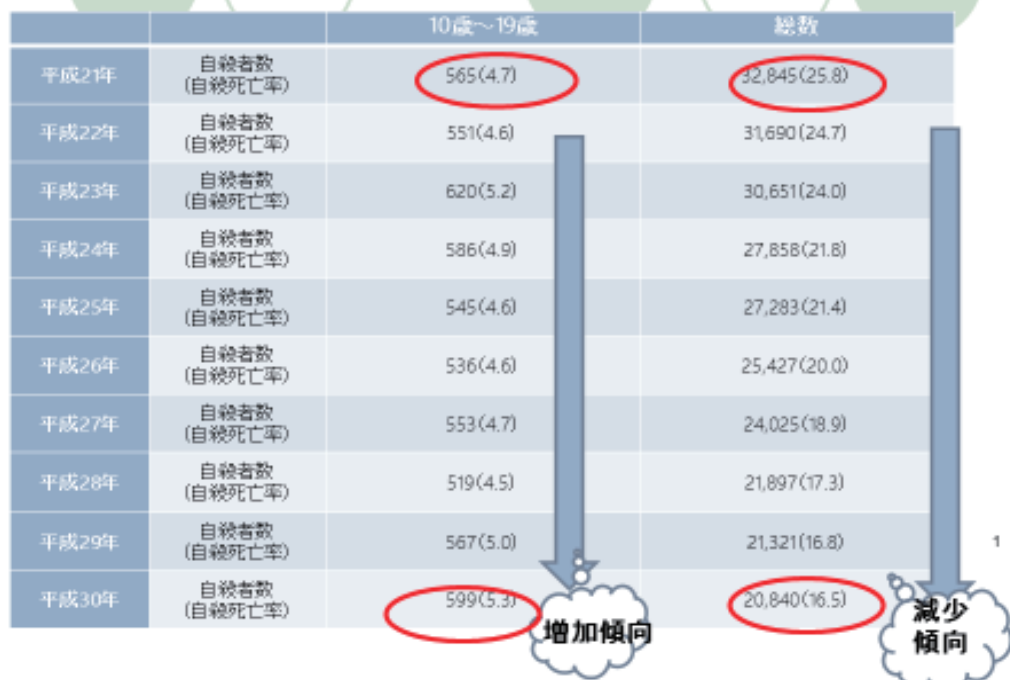 10歳～19歳 総数
平成21年 自殺者数 565(4.7) 32,845(25.8)
(自殺死亡率)
平成22年 自殺者数 551(4.6) 31,690(24.7)
(自殺死亡率)
平成23年 自殺者数 620(5.2) 30,651(24.0)
(自殺死亡率)
平成24年 自殺者数 586(4.9) 27,858(21.8)
(自殺死亡率)
平成25年 自殺者数 545(4.6) 27,283(21.4)
(自殺死亡率)
平成26年 自殺者数 536(4.6) 25,427(20.0)
(自殺死亡率)
平成27年 自殺者数 553(4.7) 24,025(18.9)
(自殺死亡率)
平成28年 自殺者数 519(4.5) 21,897(17.3)
(自殺死亡率)
平成29年 自殺者数 567(5.0) 21,321(16.8)
(自殺死亡率)
1
平成30年 自殺者数 599(5.3) 20,840(16.5)
(自殺死亡率)
増加傾向
減少
傾向